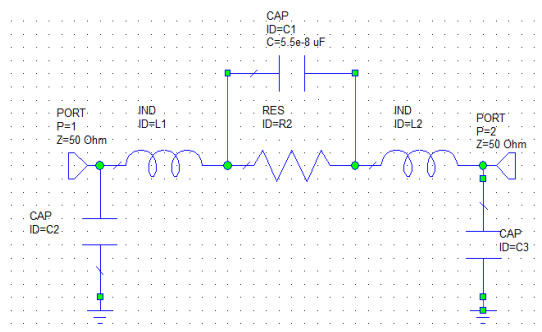 CAP
ID=C1
C=5.5e-8 uF
PORT
P=1
Z=50 Ohm
IND
ID=L1
RES
ID=R2
IND
ID=L2
PORT
P=2
Z=50 Ohm
CAP
ID=C2
CAP
ID=C3